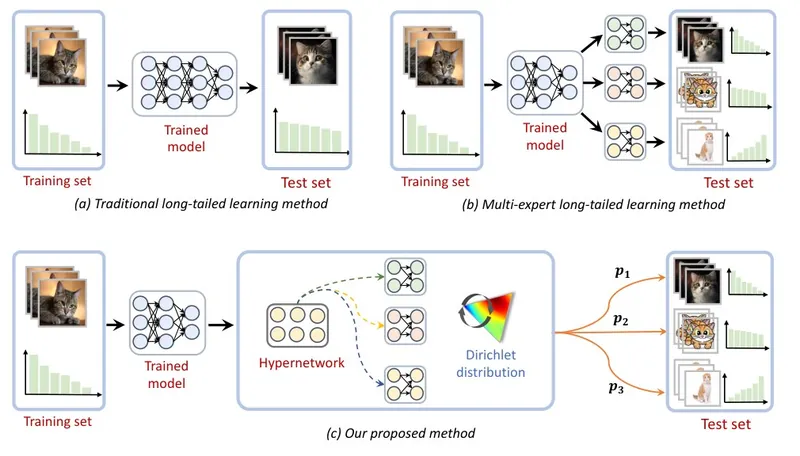 Trained
model
Training set
Test set
(a) Traditional long-tailed learning method
Trained
model
Training set
Test set
(b) Multi-expert long-tailed learning method
Trained
model
Training set
Hypernetwork
Dirichlet
distribution
p1
p2
p3
Test set
(c) Our proposed method